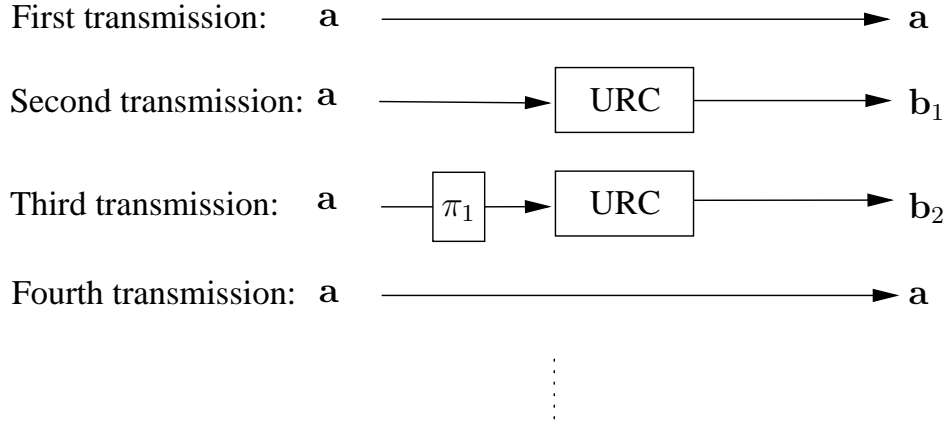 First transmission: a a
Second transmission: a URC b₁
Third transmission: a π₁ URC b₂
Fourth transmission: a a